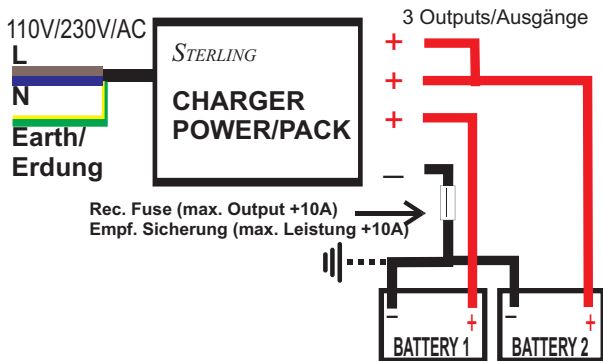 110V/230V/AC
L
N
Earth/
Erdung
STERLING
CHARGER
POWER/PACK
3 Outputs/Ausgänge
+
+
+
–
Rec. Fuse (max. Output +10A)
Empf. Sicherung (max. Leistung +10A)
– +
BATTERY 1
– +
BATTERY 2